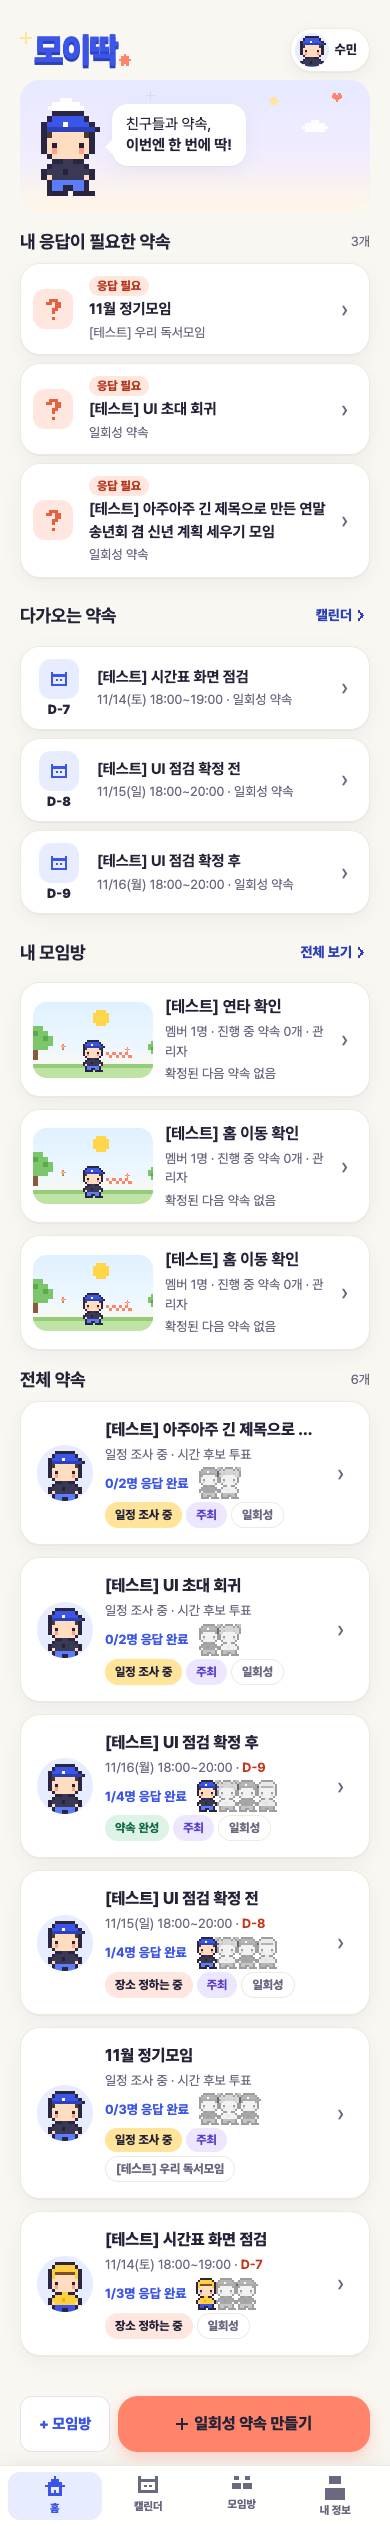 모이딱
수민
친구들과 약속,
이번엔 한 번에 딱!
내 응답이 필요한 약속
3개
응답 필요
11월 정기모임
[테스트] 우리 독서모임
응답 필요
[테스트] UI 초대 회귀
일회성 약속
응답 필요
[테스트] 아주아주 긴 제목으로 만든 연말
송년회 겸 신년 계획 세우기 모임
일회성 약속
다가오는 약속
캘린더
[테스트] 시간표 화면 점검
11/14(토) 18:00~19:00 · 일회성 약속
D-7
[테스트] UI 점검 확정 전
11/15(일) 18:00~20:00 · 일회성 약속
D-8
[테스트] UI 점검 확정 후
11/16(월) 18:00~20:00 · 일회성 약속
D-9
내 모임방
전체 보기
[테스트] 연타 확인
멤버 1명 · 진행 중 약속 0개 · 관
리자
확정된 다음 약속 없음
[테스트] 홈 이동 확인
멤버 1명 · 진행 중 약속 0개 · 관
리자
확정된 다음 약속 없음
[테스트] 홈 이동 확인
멤버 1명 · 진행 중 약속 0개 · 관
리자
확정된 다음 약속 없음
전체 약속
6개
[테스트] 아주아주 긴 제목으로 ...
일정 조사 중 · 시간 후보 투표
0/2명 응답 완료
일정 조사 중 주최 일회성
[테스트] UI 초대 회귀
일정 조사 중 · 시간 후보 투표
0/2명 응답 완료
일정 조사 중 주최 일회성
[테스트] UI 점검 확정 후
11/16(월) 18:00~20:00 · D-9
1/4명 응답 완료
약속 완성 주최 일회성
[테스트] UI 점검 확정 전
11/15(일) 18:00~20:00 · D-8
1/4명 응답 완료
장소 정하는 중 주최 일회성
11월 정기모임
일정 조사 중 · 시간 후보 투표
0/3명 응답 완료
일정 조사 중 주최
[테스트] 우리 독서모임
[테스트] 시간표 화면 점검
11/14(토) 18:00~19:00 · D-7
1/3명 응답 완료
장소 정하는 중 일회성
+ 모임방
+ 일회성 약속 만들기
홈
캘린더
모임방
내 정보